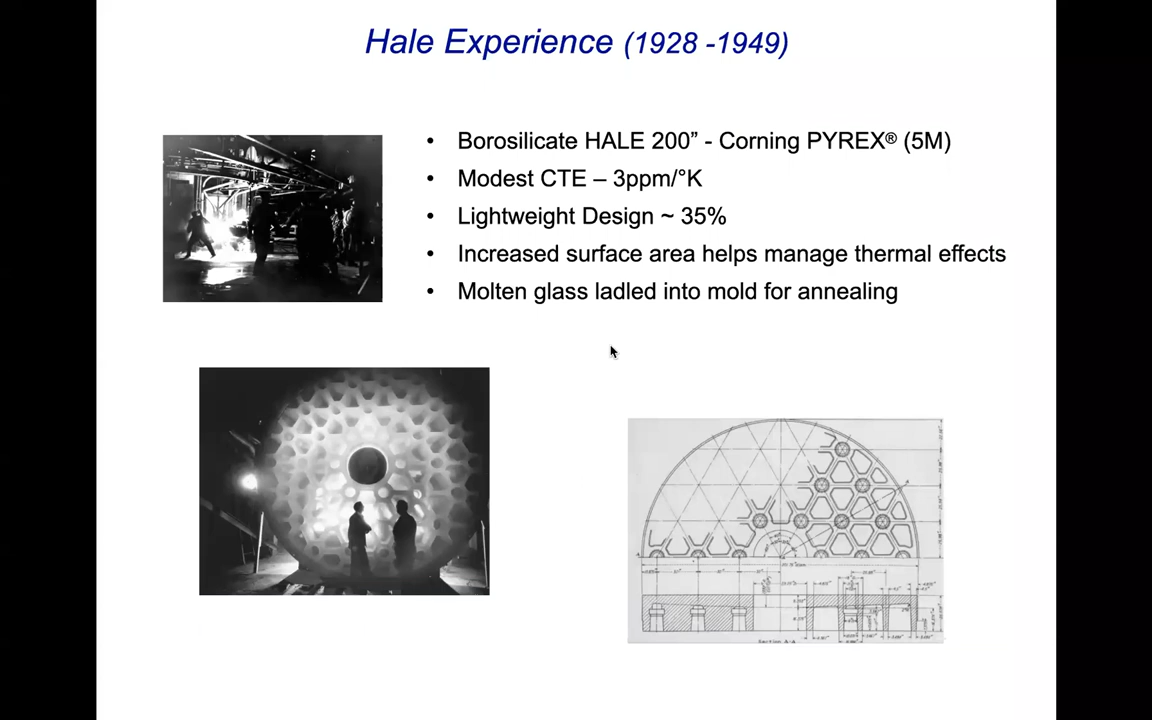 Hale Experience (1928 -1949)
• Borosilicate HALE 200” - Corning PYREX® (5M)
• Modest CTE – 3ppm/°K
• Lightweight Design ~ 35%
• Increased surface area helps manage thermal effects
• Molten glass ladled into mold for annealing
Section A-A